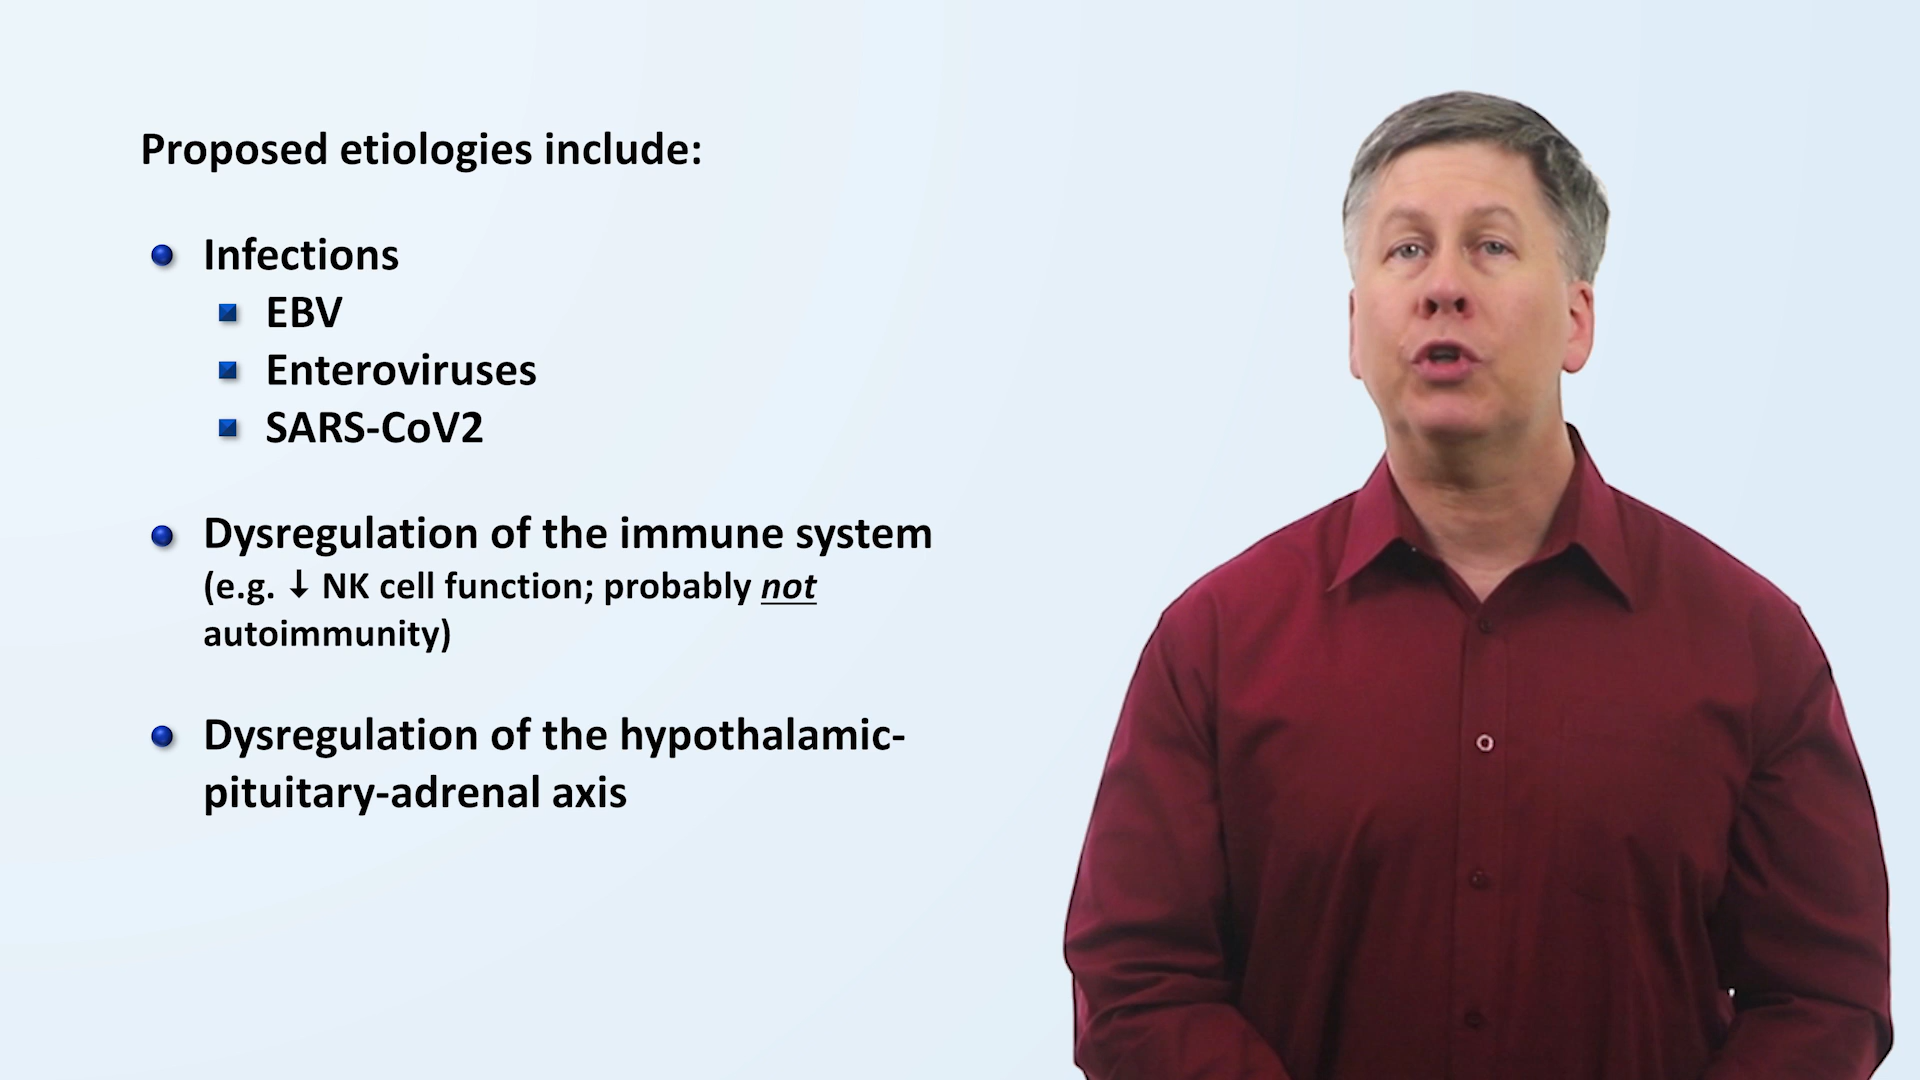 Proposed etiologies include:
Infections
EBV
Enteroviruses
SARS-CoV2
Dysregulation of the immune system
(e.g. ↓ NK cell function; probably not
autoimmunity)
Dysregulation of the hypothalamic-
pituitary-adrenal axis